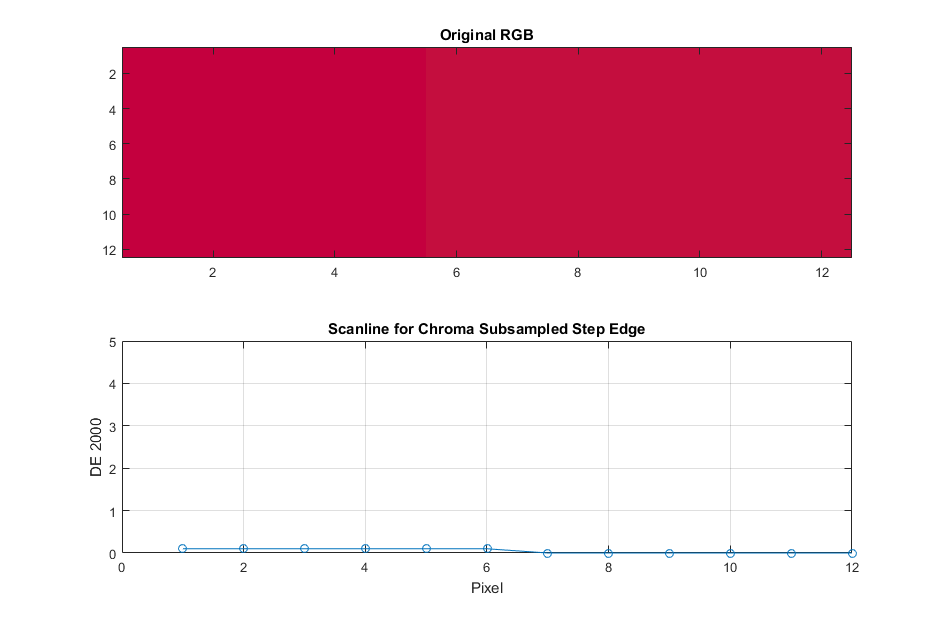 Original RGB
2
4
6
8
10
12
2 4 6 8 10 12
Scanline for Chroma Subsampled Step Edge
5
4
3
2
1
0
DE 2000
0 2 4 6 8 10 12
Pixel